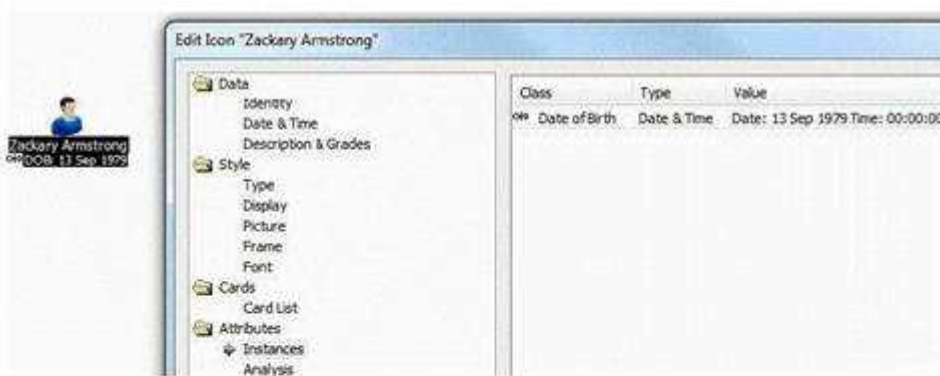 Zackary Armstrong
DOB: 13 Sep 1979
Edit Icon "Zackary Armstrong"
Data
Identity
Date & Time
Description & Grades
Style
Type
Display
Picture
Frame
Font
Cards
Card List
Attributes
Instances
Analysis
Class Type Value
Date of Birth Date & Time Date: 13 Sep 1979 Time: 00:00:00